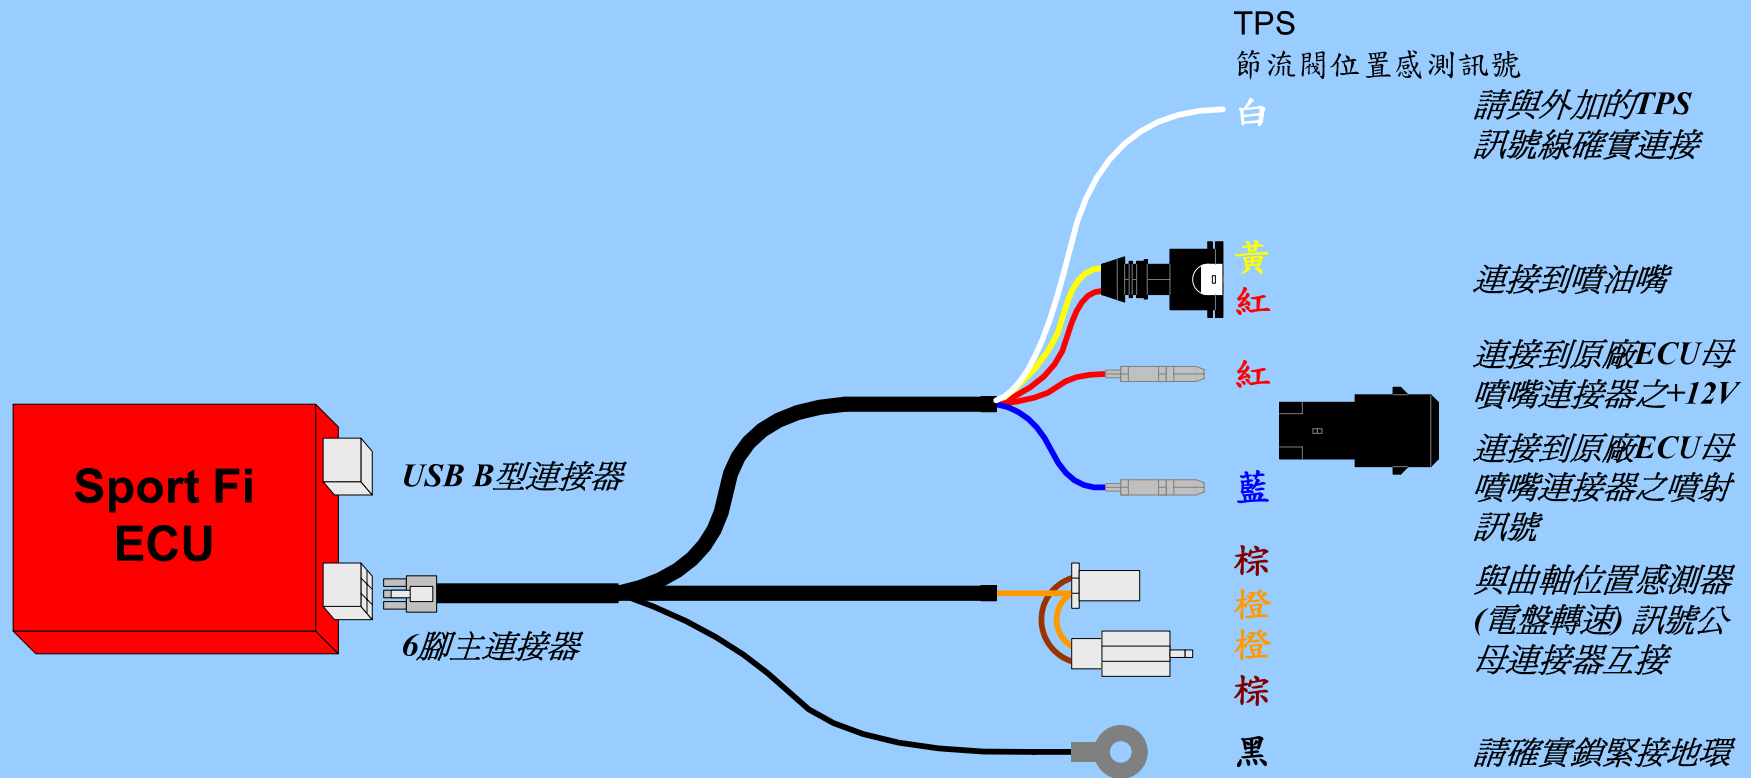 TPS
節流閥位置感測訊號
白
請與外加的TPS
訊號線確實連接
黃
紅
連接到噴油嘴
紅
連接到原廠ECU母
噴嘴連接器之+12V
藍
連接到原廠ECU母
噴嘴連接器之噴射
訊號
Sport Fi
ECU
USB B型連接器
6腳主連接器
棕
橙
橙
棕
與曲軸位置感測器
(電盤轉速) 訊號公
母連接器互接
黑
請確實鎖緊接地環